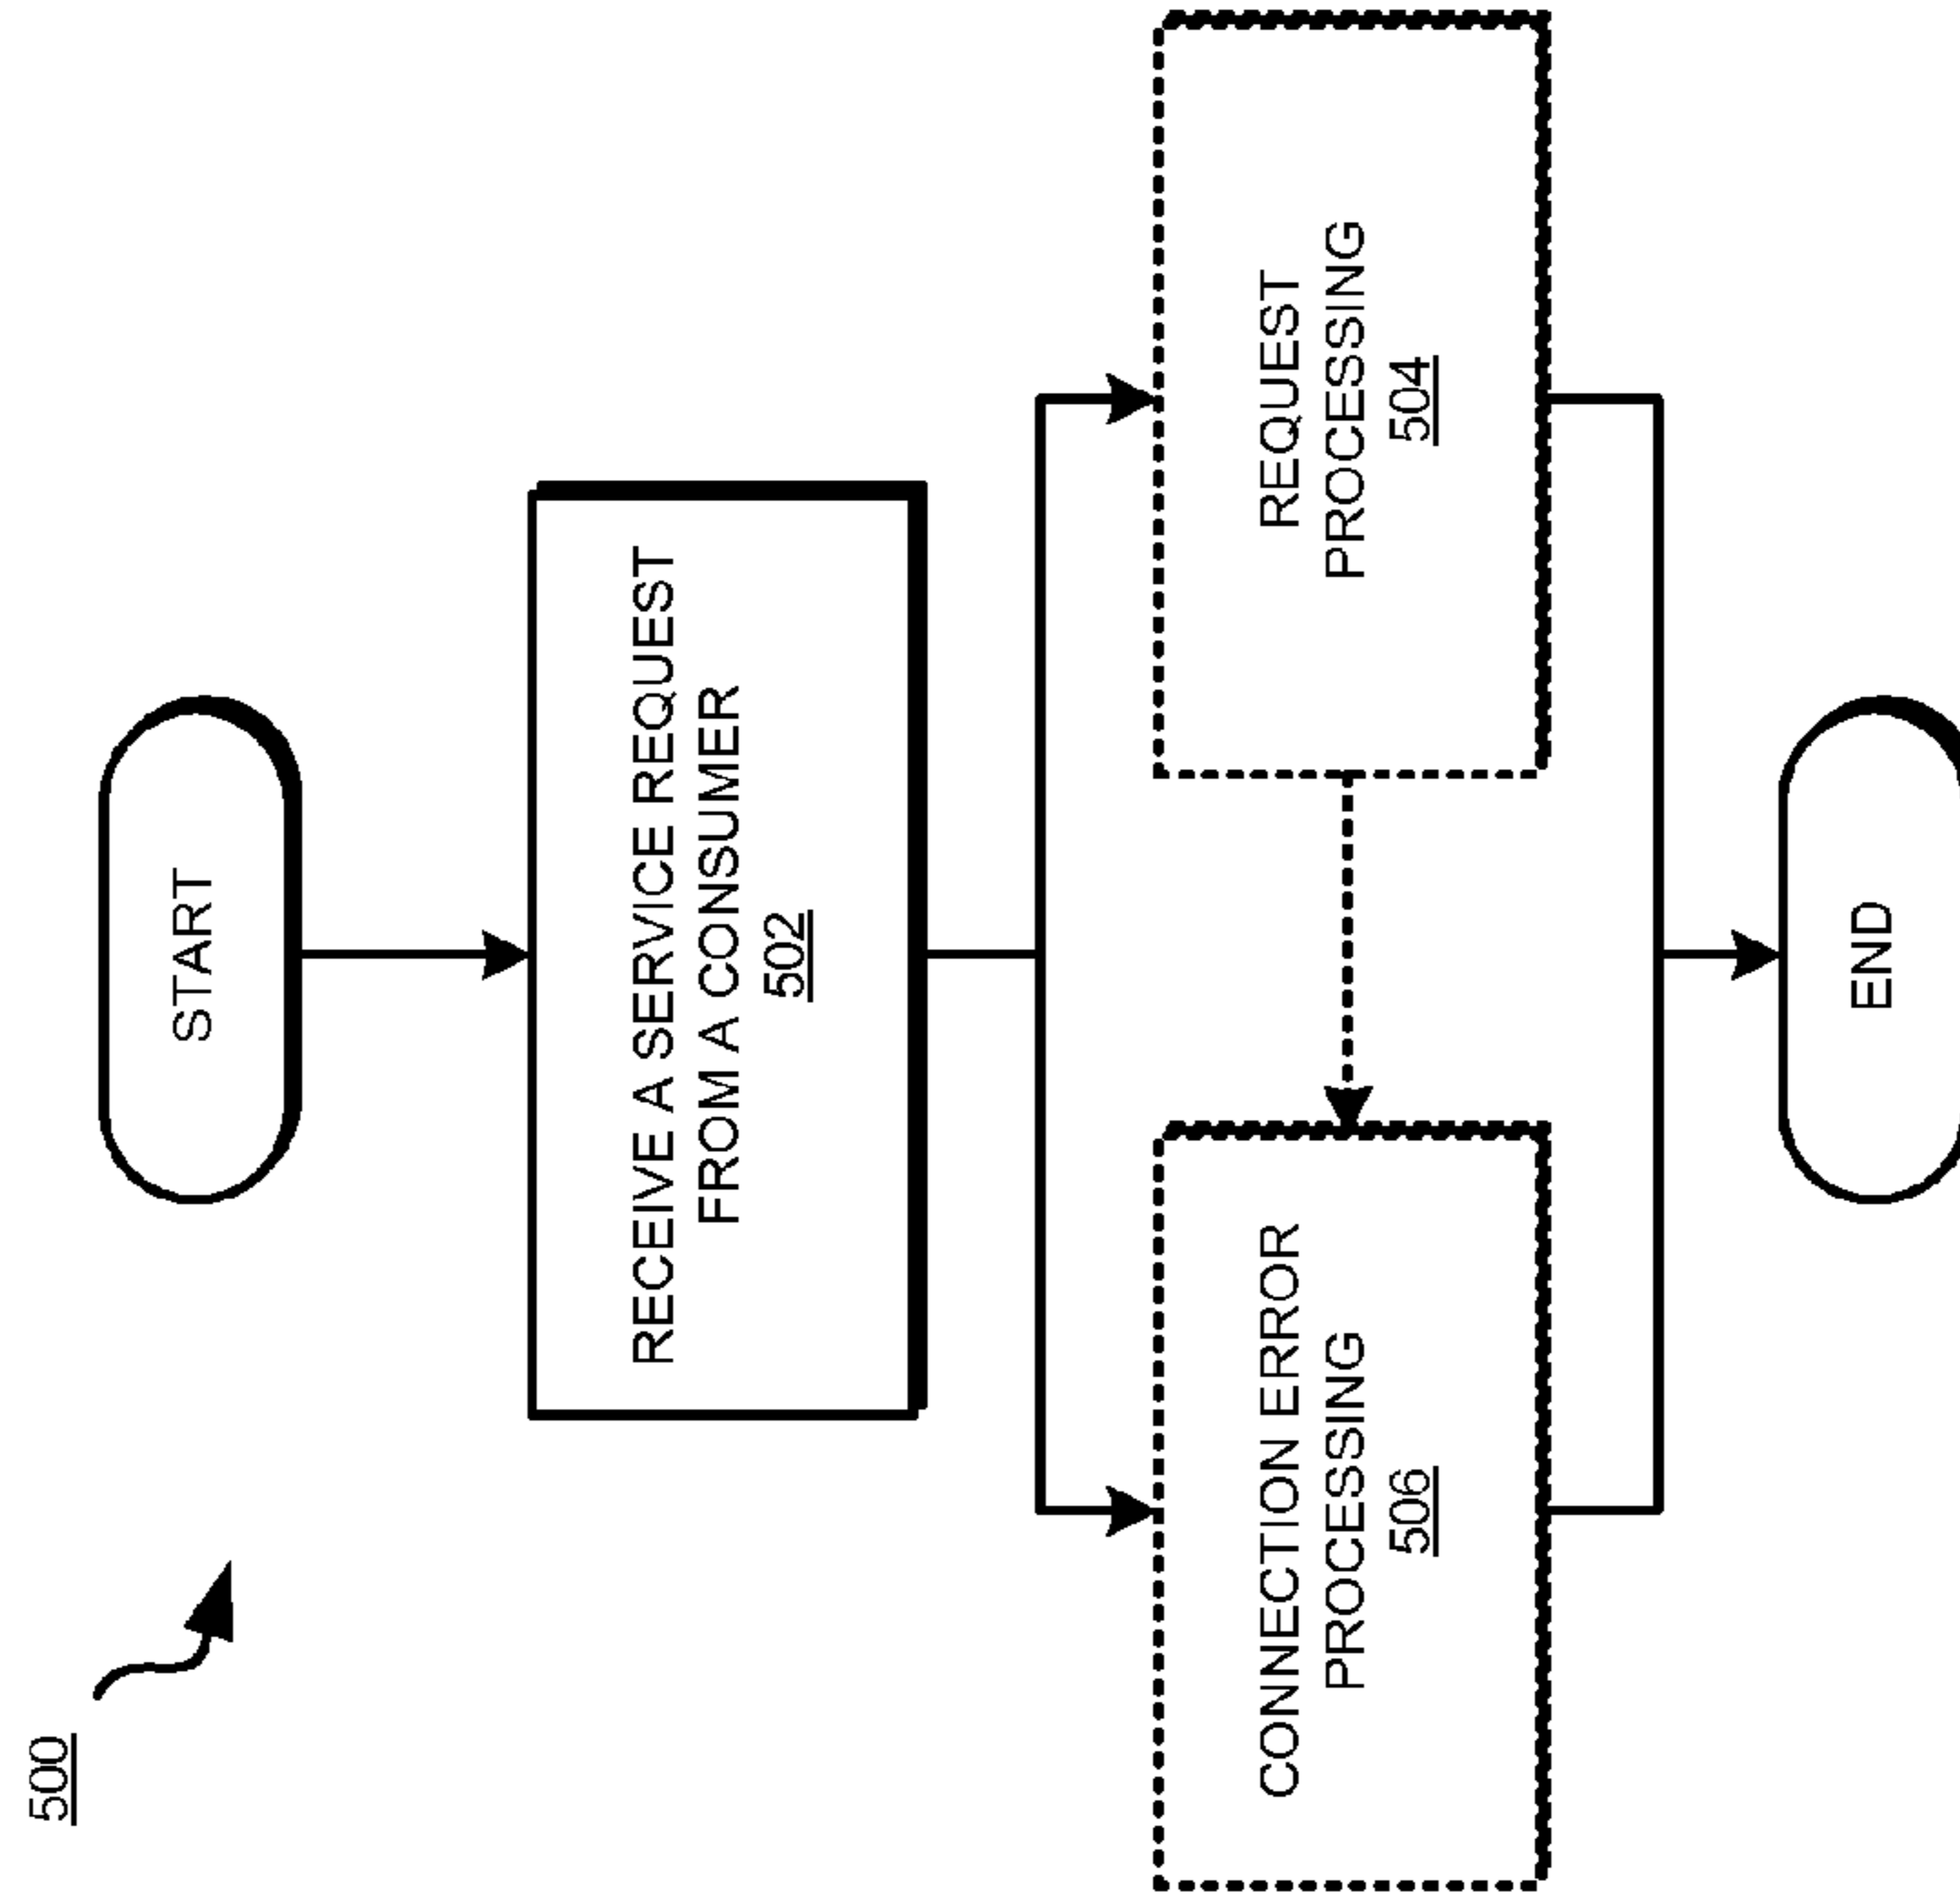 500
START
RECEIVE A SERVICE REQUEST
FROM A CONSUMER
502
CONNECTION ERROR
PROCESSING
506
REQUEST
PROCESSING
504
END